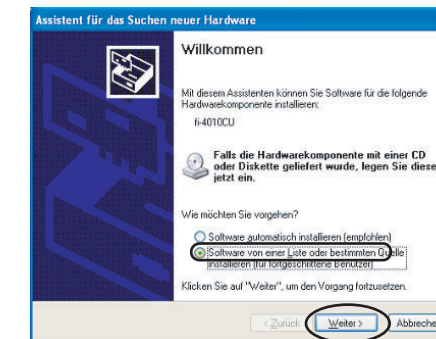 Assistent für das Suchen neuer Hardware
Willkommen
Mit diesem Assistenten können Sie Software für die folgende
Hardwarekomponente installieren:
fi-4010CU
Falls die Hardwarekomponente mit einer CD
oder Diskette geliefert wurde, legen Sie diese
jetzt ein.
Wie möchten Sie vorgehen?
Software automatisch installieren (empfohlen)
Software von einer Liste oder bestimmten Quelle
installieren (für fortgeschrittene Benutzer)
Klicken Sie auf "Weiter", um den Vorgang fortzusetzen.
< Zurück Weiter > Abbreche